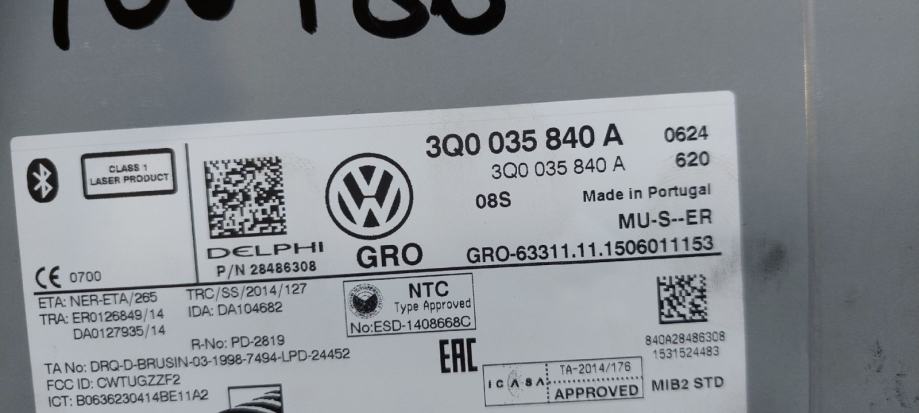 3Q0 035 840 A 0624
3Q0 035 840 A 620
08S Made in Portugal
MU-S--ER
GRO-63311.11.1506011153
CLASS 1
LASER PRODUCT
DELPHI
P/N 28486308
GRO
CE 0700
ETA: NER-ETA/265
TRA: ER0126849/14
DA0127935/14
TRC/SS/2014/127
IDA: DA104682
R-No: PD-2819
TA No: DRQ-D-BRUSIN-03-1998-7494-LPD-24452
FCC ID: CWTUGZZF2
ICT: B0636230414BE11A2
NTC
Type Approved
No:ESD-1408668C
EAC
ICASA
TA-2014/176
APPROVED
840A28486308
1531524483
MIB2 STD